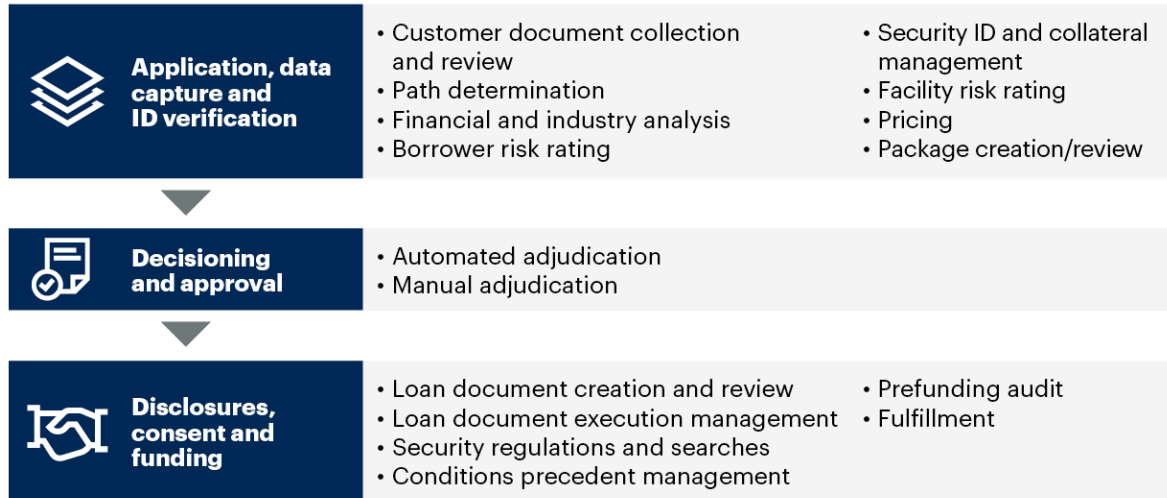 Application, data
capture and
ID verification
• Customer document collection
and review
• Path determination
• Financial and industry analysis
• Borrower risk rating
• Security ID and collateral
management
• Facility risk rating
• Pricing
• Package creation/review
Decisioning
and approval
• Automated adjudication
• Manual adjudication
Disclosures,
consent and
funding
• Loan document creation and review
• Loan document execution management
• Security regulations and searches
• Conditions precedent management
• Prefunding audit
• Fulfillment